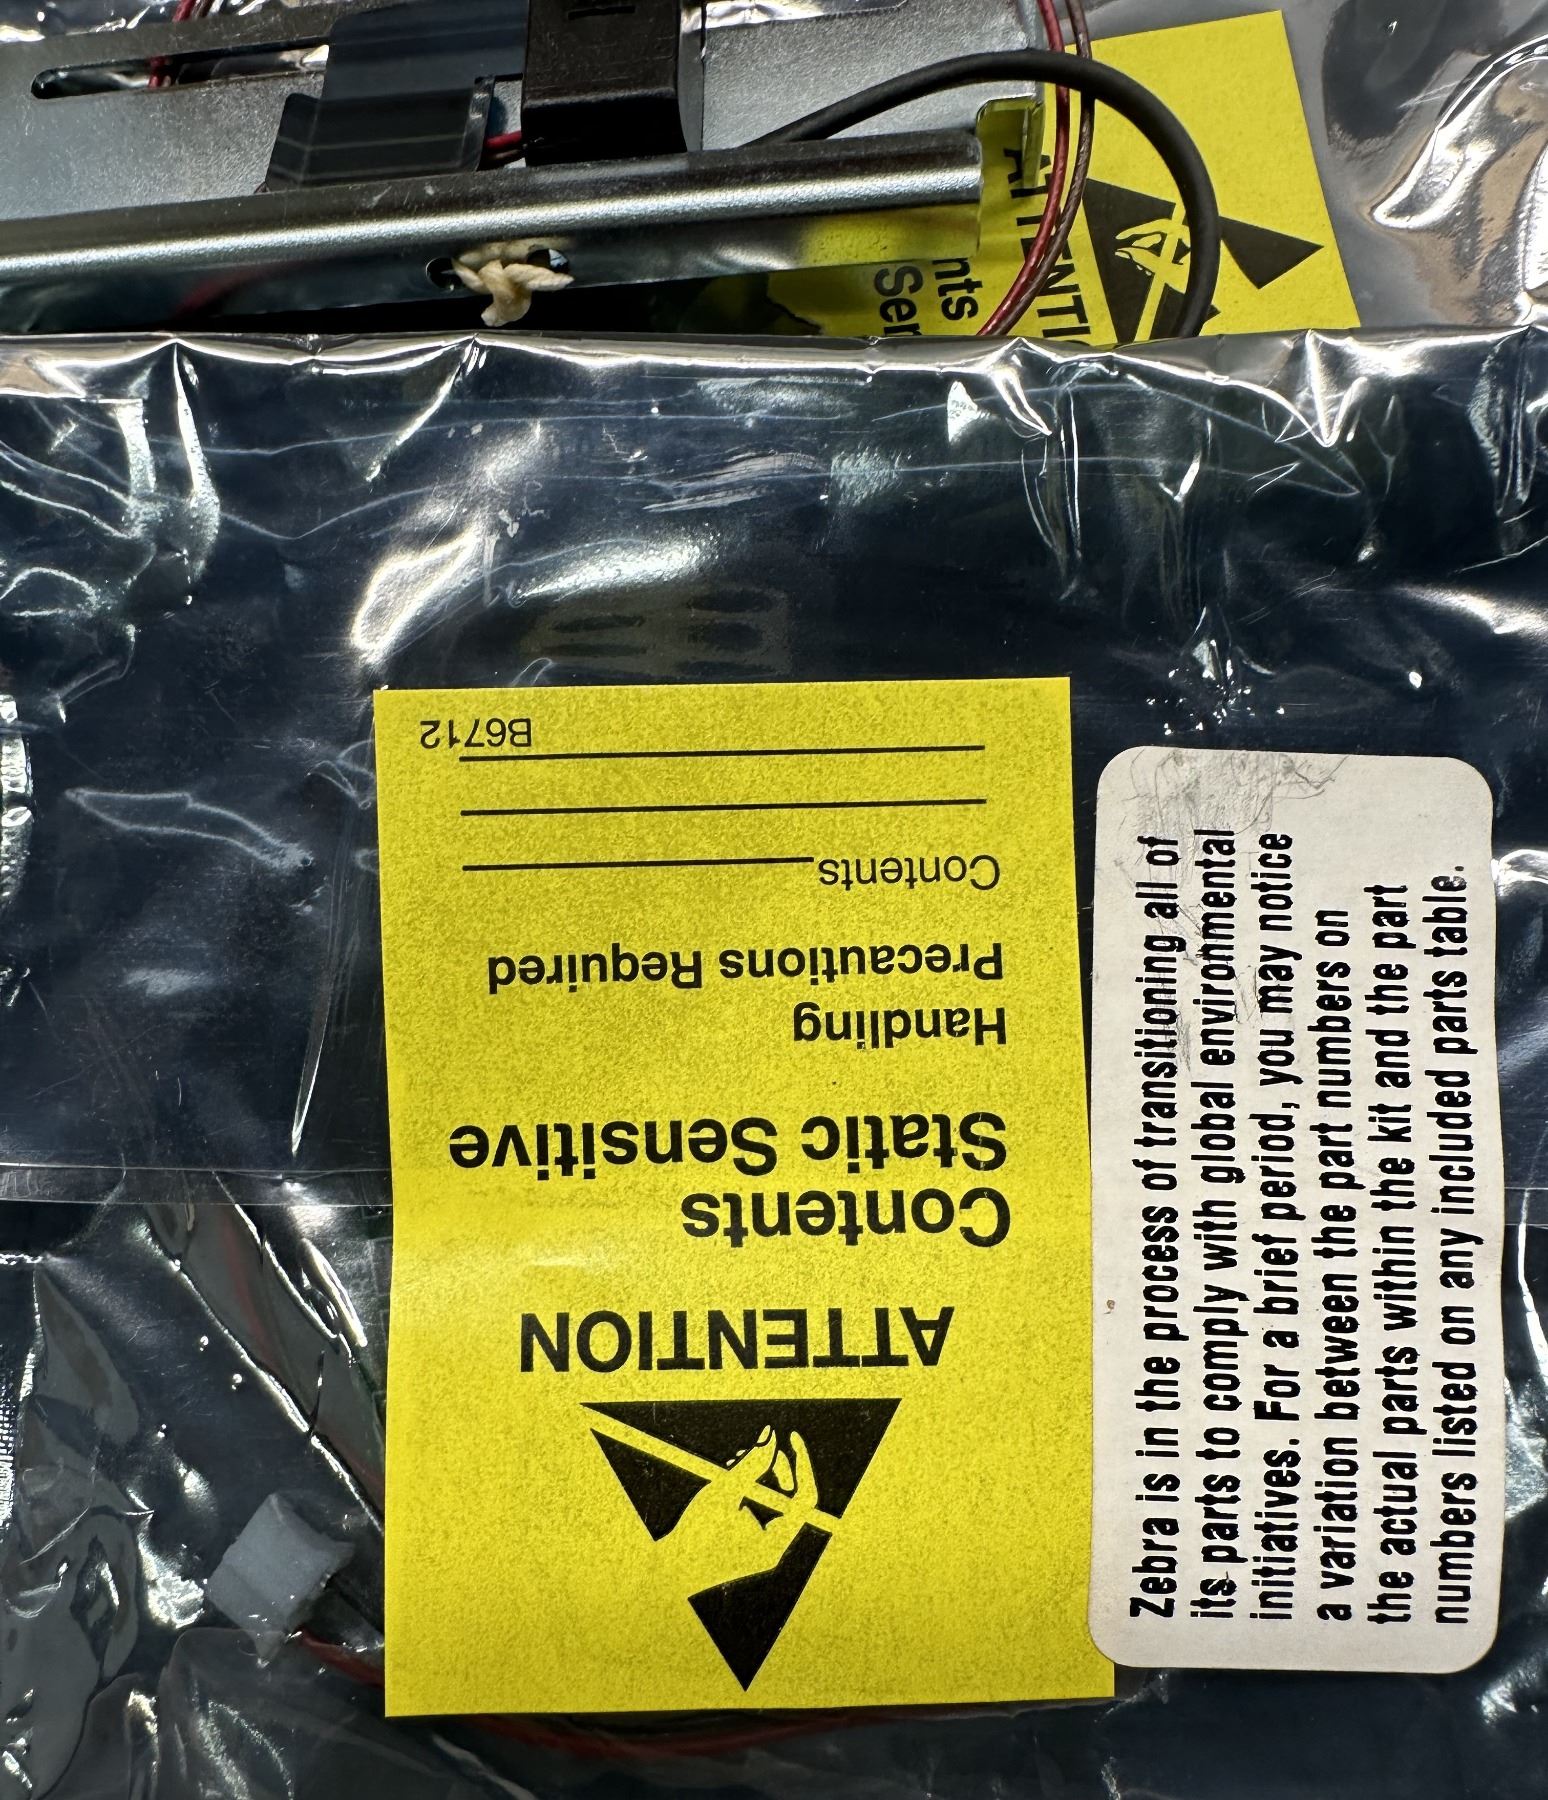 ATTENTION
Contents
Static Sensitive
Handling
Precautions Required
Contents
B6712
Zebra is in the process of transitioning all of
its parts to comply with global environmental
initiatives. For a brief period, you may notice
a variation between the part numbers on
the actual parts within the kit and the part
numbers listed on any included parts table.